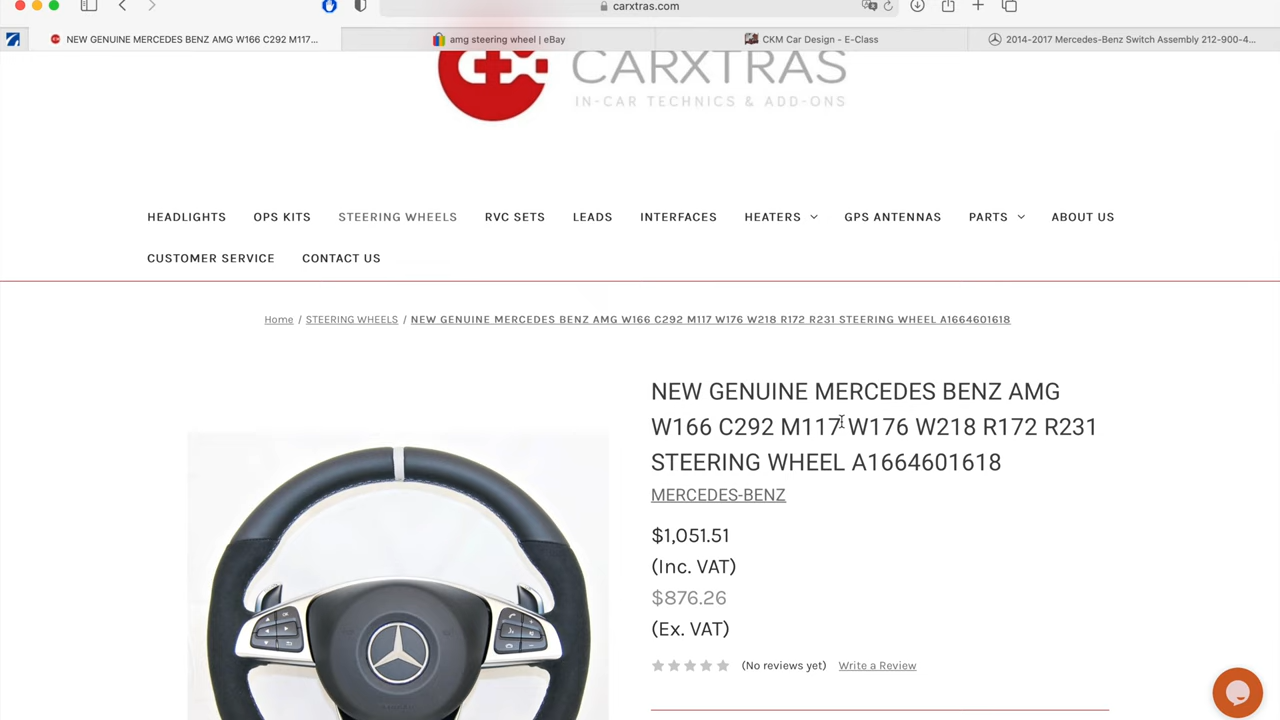 carxtras.com
NEW GENUINE MERCEDES BENZ AMG W166 C292 M117...
amg steering wheel | eBay
CKM Car Design - E-Class
2014-2017 Mercedes-Benz Switch Assembly 212-900-4...
CARXTRAS
IN-CAR TECHNICS & ADD-ONS
HEADLIGHTS OPS KITS STEERING WHEELS RVC SETS LEADS INTERFACES HEATERS GPS ANTENNAS PARTS ABOUT US
CUSTOMER SERVICE CONTACT US
Home / STEERING WHEELS / NEW GENUINE MERCEDES BENZ AMG W166 C292 M117 W176 W218 R172 R231 STEERING WHEEL A1664601618
NEW GENUINE MERCEDES BENZ AMG
W166 C292 M117 W176 W218 R172 R231
STEERING WHEEL A1664601618
MERCEDES-BENZ
$1,051.51
(Inc. VAT)
$876.26
(Ex. VAT)
(No reviews yet) Write a Review
OK